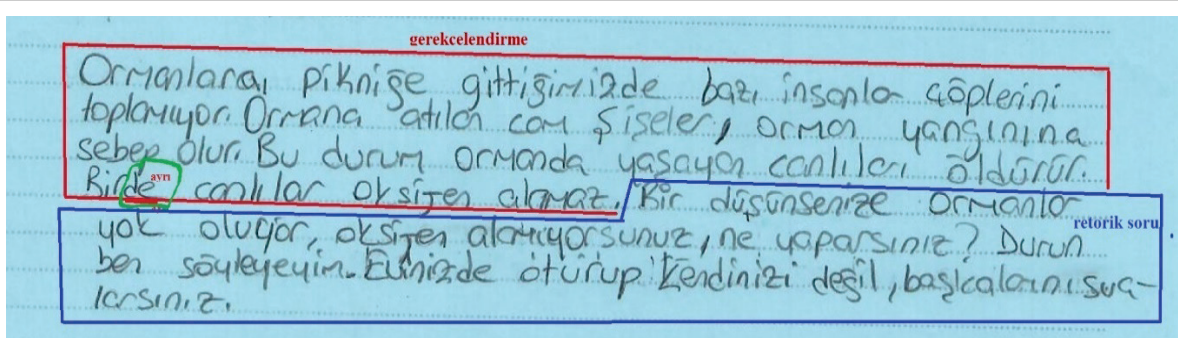 gerekcelendirme
Ormanlara, pikniğe gittiğimizde bazı insanlar çöplerini
toplamıyor. Ormana atılan cam şişeler, orman yangınına
sebep olur. Bu durum ormanda yaşayan canlıları öldürür.
ayrı
Birde canlılar oksijen alamaz. Bir düşünsenize ormanlar
retorik soru
yok oluyor, oksijen alamıyorsunuz, ne yaparsınız? Durun
ben söyleyeyim. Evinizde oturup kendinizi değil, başkalarını suç-
larsınız.